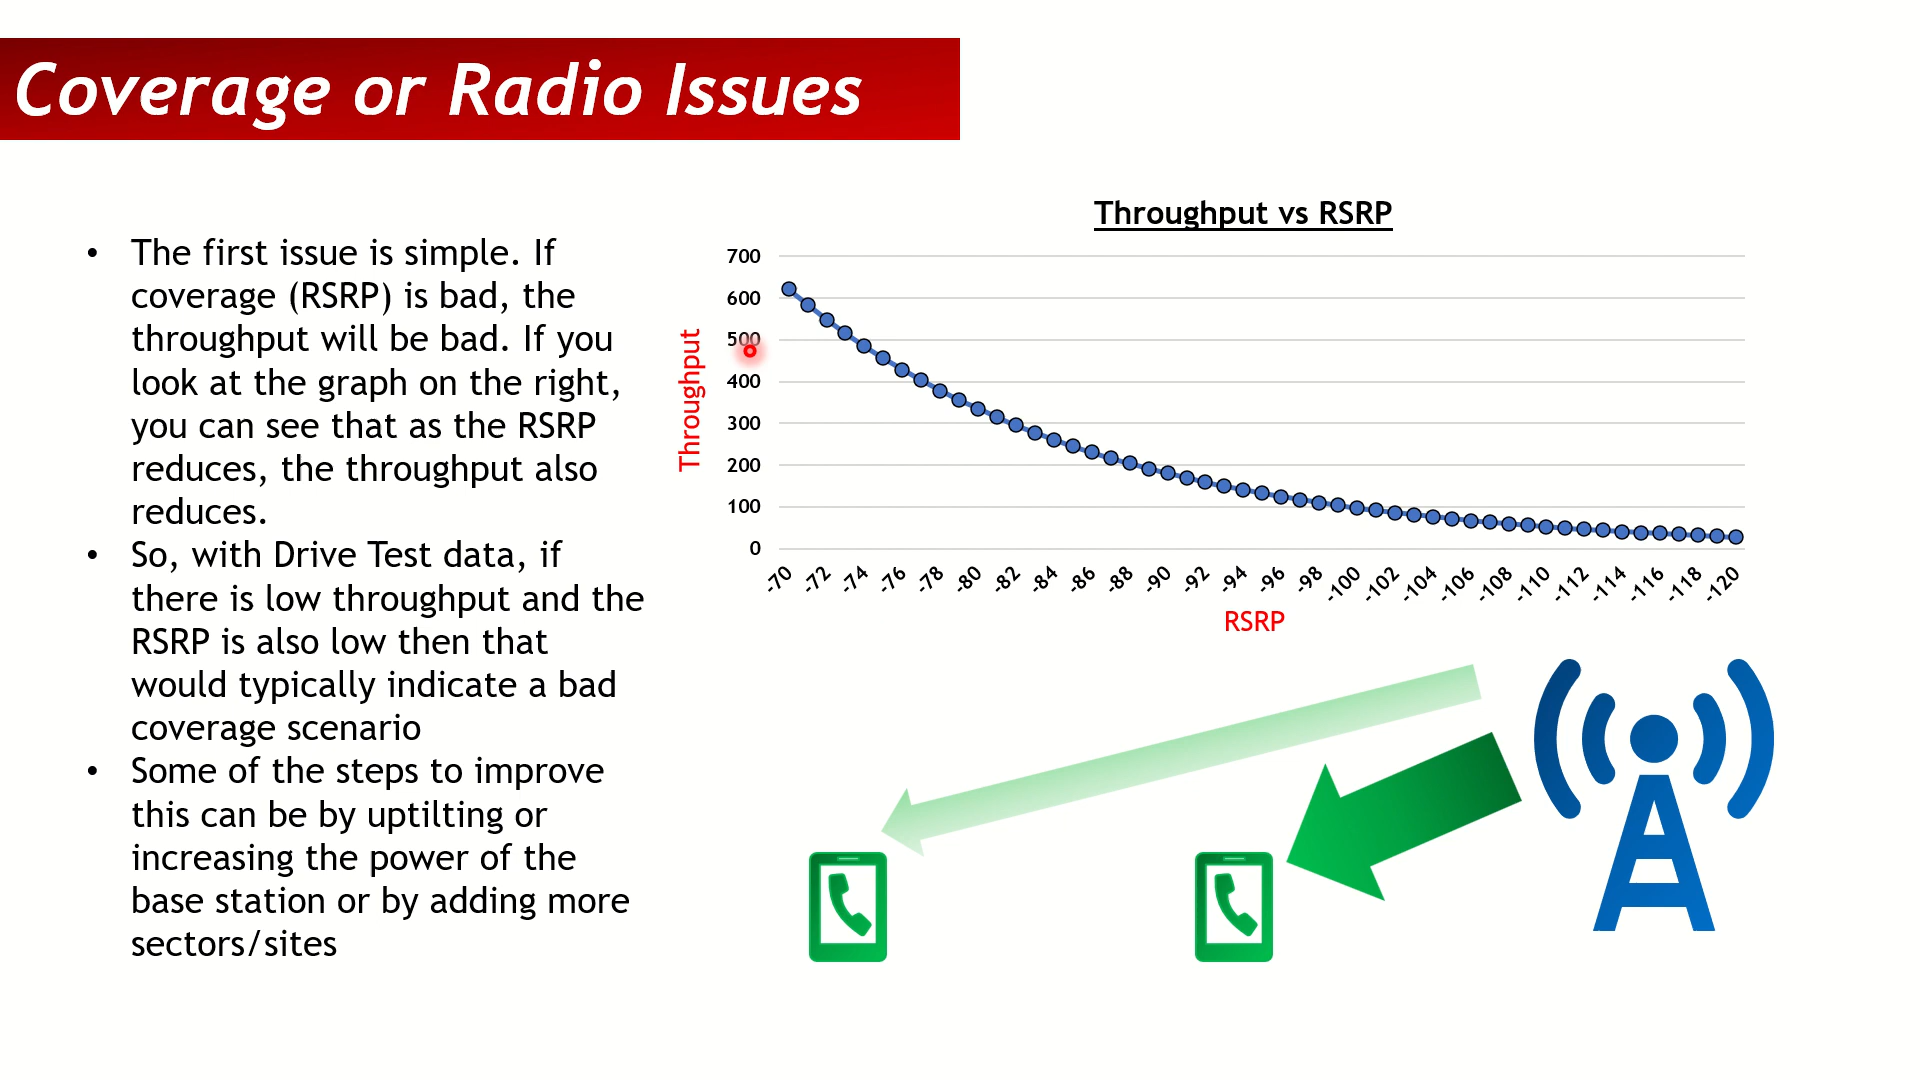 Coverage or Radio Issues
• The first issue is simple. If
coverage (RSRP) is bad, the
throughput will be bad. If you
look at the graph on the right,
you can see that as the RSRP
reduces, the throughput also
reduces.
• So, with Drive Test data, if
there is low throughput and the
RSRP is also low then that
would typically indicate a bad
coverage scenario
• Some of the steps to improve
this can be by uptilting or
increasing the power of the
base station or by adding more
sectors/sites
Throughput vs RSRP
Throughput
700
600
500
400
300
200
100
0
-70 -72 -74 -76 -78 -80 -82 -84 -86 -88 -90 -92 -94 -96 -98 -100 -102 -104 -106 -108 -110 -112 -114 -116 -118 -120
RSRP